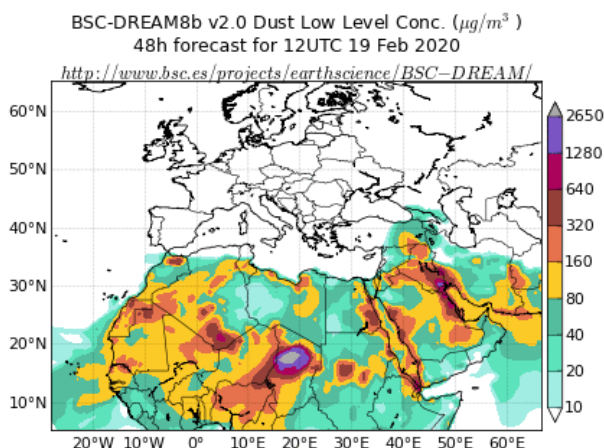 BSC-DREAM8b v2.0 Dust Low Level Conc. (μg/m³ )
48h forecast for 12UTC 19 Feb 2020
http://www.bsc.es/projects/earthscience/BSC−DREAM/
60°N
50°N
40°N
30°N
20°N
10°N
20°W 10°W 0° 10°E 20°E 30°E 40°E 50°E 60°E
2650
1280
640
320
160
80
40
20
10